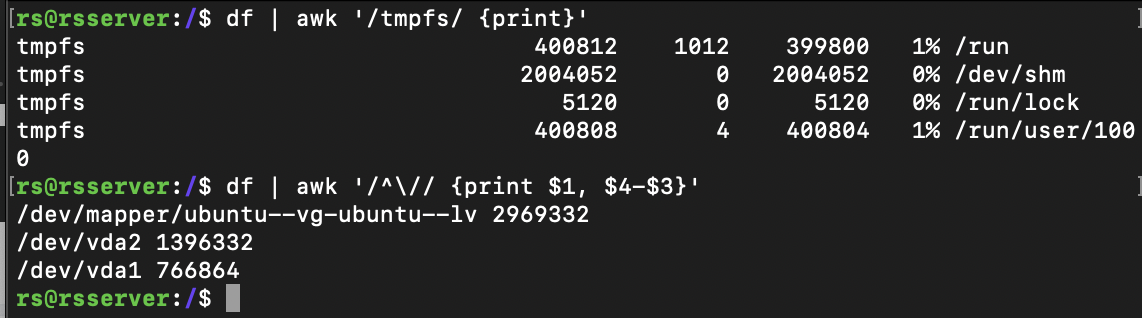 [rs@rsserver:/$ df | awk '/tmpfs/ {print}' ]
tmpfs 400812 1012 399800 1% /run
tmpfs 2004052 0 2004052 0% /dev/shm
tmpfs 5120 0 5120 0% /run/lock
tmpfs 400808 4 400804 1% /run/user/100
0
[rs@rsserver:/$ df | awk '/^\// {print $1, $4-$3}' ]
/dev/mapper/ubuntu--vg-ubuntu--lv 2969332
/dev/vda2 1396332
/dev/vda1 766864
rs@rsserver:/$